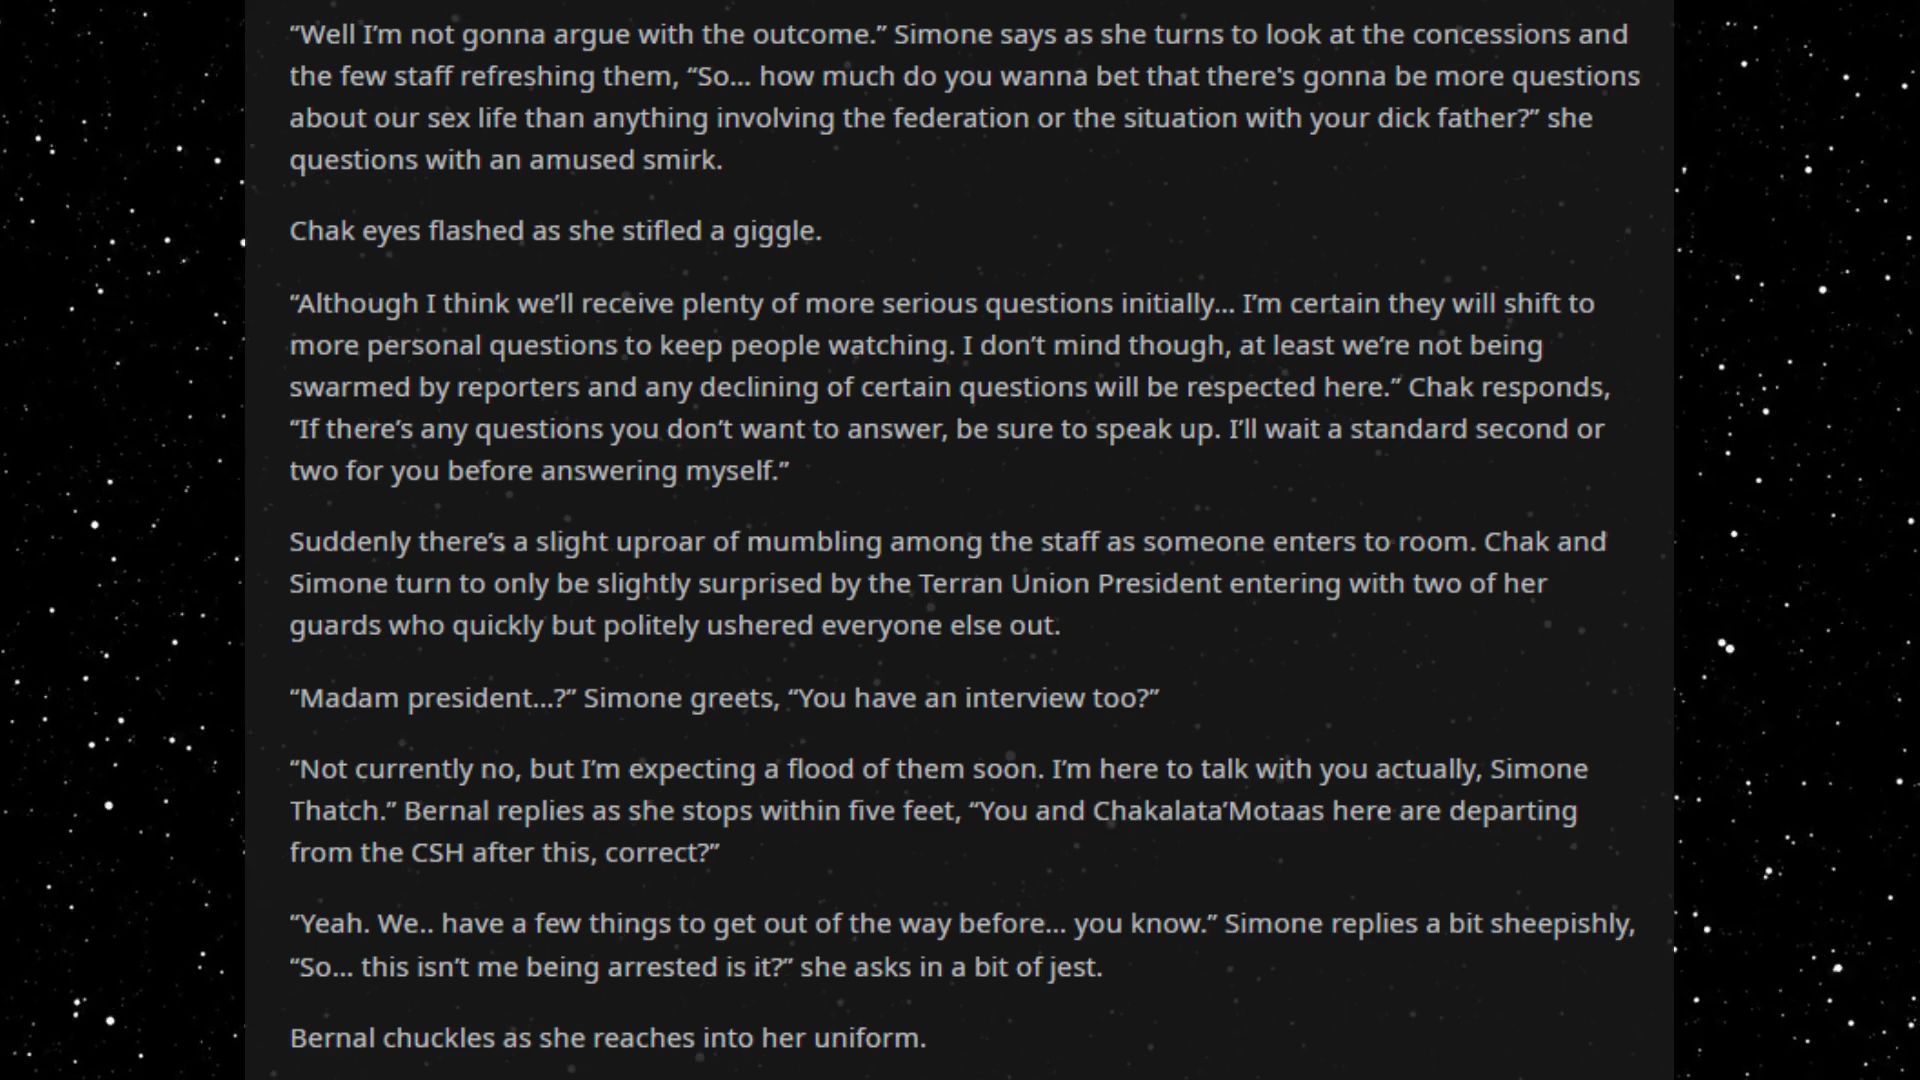 “Well I’m not gonna argue with the outcome.” Simone says as she turns to look at the concessions and
the few staff refreshing them, “So... how much do you wanna bet that there's gonna be more questions
about our sex life than anything involving the federation or the situation with your dick father?” she
questions with an amused smirk.
Chak eyes flashed as she stifled a giggle.
“Although I think we’ll receive plenty of more serious questions initially... I’m certain they will shift to
more personal questions to keep people watching. I don’t mind though, at least we’re not being
swarmed by reporters and any declining of certain questions will be respected here.” Chak responds,
“If there’s any questions you don’t want to answer, be sure to speak up. I’ll wait a standard second or
two for you before answering myself.”
Suddenly there’s a slight uproar of mumbling among the staff as someone enters to room. Chak and
Simone turn to only be slightly surprised by the Terran Union President entering with two of her
guards who quickly but politely ushered everyone else out.
“Madam president...?” Simone greets, “You have an interview too?”
“Not currently no, but I’m expecting a flood of them soon. I’m here to talk with you actually, Simone
Thatch.” Bernal replies as she stops within five feet, “You and Chakalata’Motaas here are departing
from the CSH after this, correct?”
“Yeah. We.. have a few things to get out of the way before... you know.” Simone replies a bit sheepishly,
“So... this isn’t me being arrested is it?” she asks in a bit of jest.
Bernal chuckles as she reaches into her uniform.